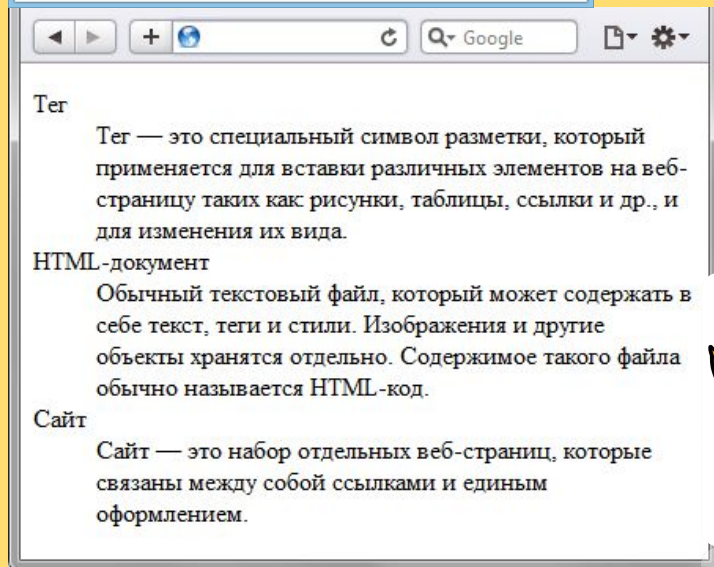 Google
Тег
Тег — это специальный символ разметки, который
применяется для вставки различных элементов на веб-
страницу таких как: рисунки, таблицы, ссылки и др., и
для изменения их вида.
HTML-документ
Обычный текстовый файл, который может содержать в
себе текст, теги и стили. Изображения и другие
объекты хранятся отдельно. Содержимое такого файла
обычно называется HTML-код.
Сайт
Сайт — это набор отдельных веб-страниц, которые
связаны между собой ссылками и единым
оформлением.